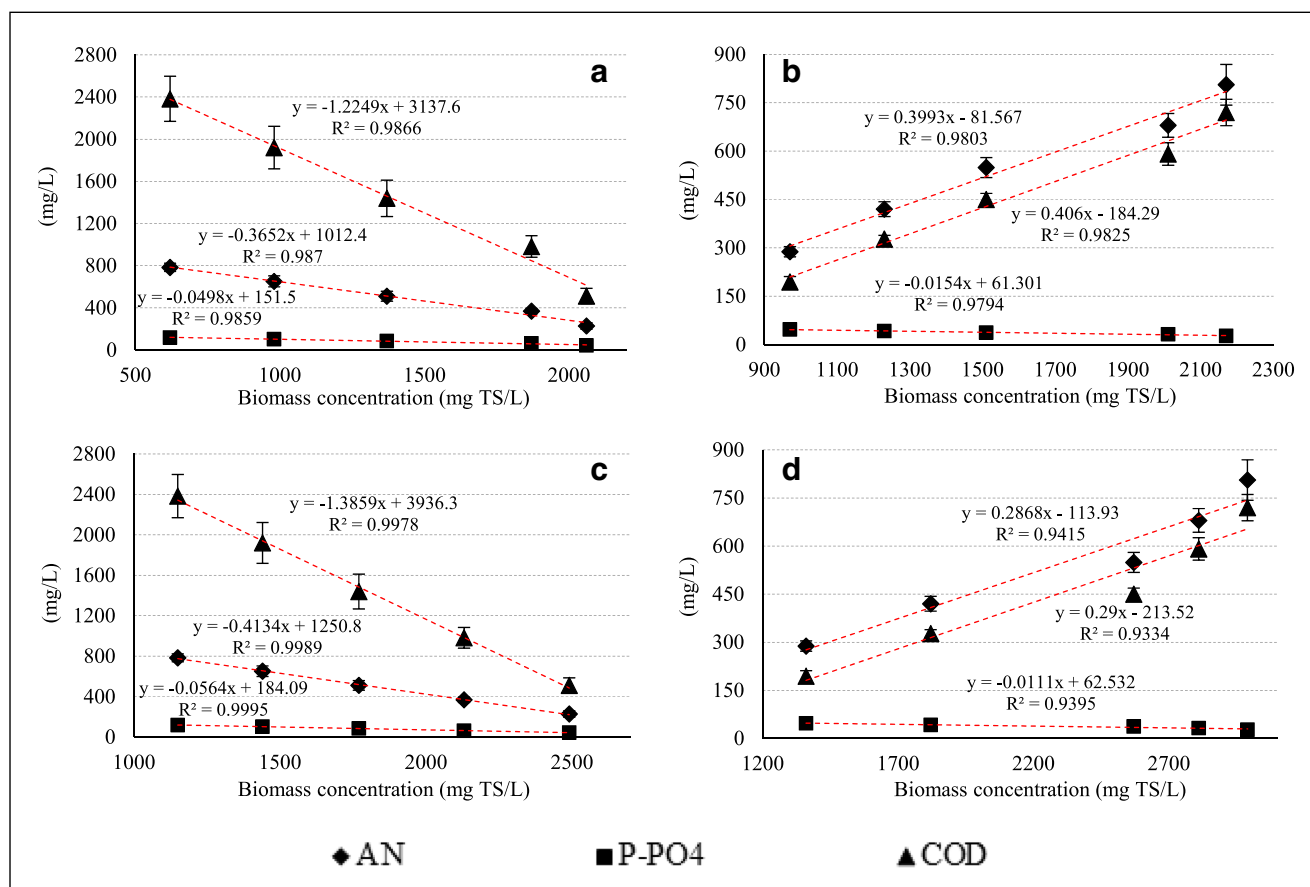 a
2800
2400
2000
1600
1200
800
400
0
(mg/L)
y = -1.2249x + 3137.6
R² = 0.9866
y = -0.3652x + 1012.4
R² = 0.987
y = -0.0498x + 151.5
R² = 0.9859
500 1000 1500 2000
Biomass concentration (mg TS/L)
b
900
750
600
450
300
150
0
(mg/L)
y = 0.3993x - 81.567
R² = 0.9803
y = 0.406x - 184.29
R² = 0.9825
y = -0.0154x + 61.301
R² = 0.9794
900 1100 1300 1500 1700 1900 2100 2300
Biomass concentration (mg TS/L)
c
2800
2400
2000
1600
1200
800
400
0
(mg/L)
y = -1.3859x + 3936.3
R² = 0.9978
y = -0.4134x + 1250.8
R² = 0.9989
y = -0.0564x + 184.09
R² = 0.9995
1000 1500 2000 2500
Biomass concentration (mg TS/L)
d
900
750
600
450
300
150
0
(mg/L)
y = 0.2868x - 113.93
R² = 0.9415
y = 0.29x - 213.52
R² = 0.9334
y = -0.0111x + 62.532
R² = 0.9395
1200 1700 2200 2700
Biomass concentration (mg TS/L)
AN P-PO4 COD